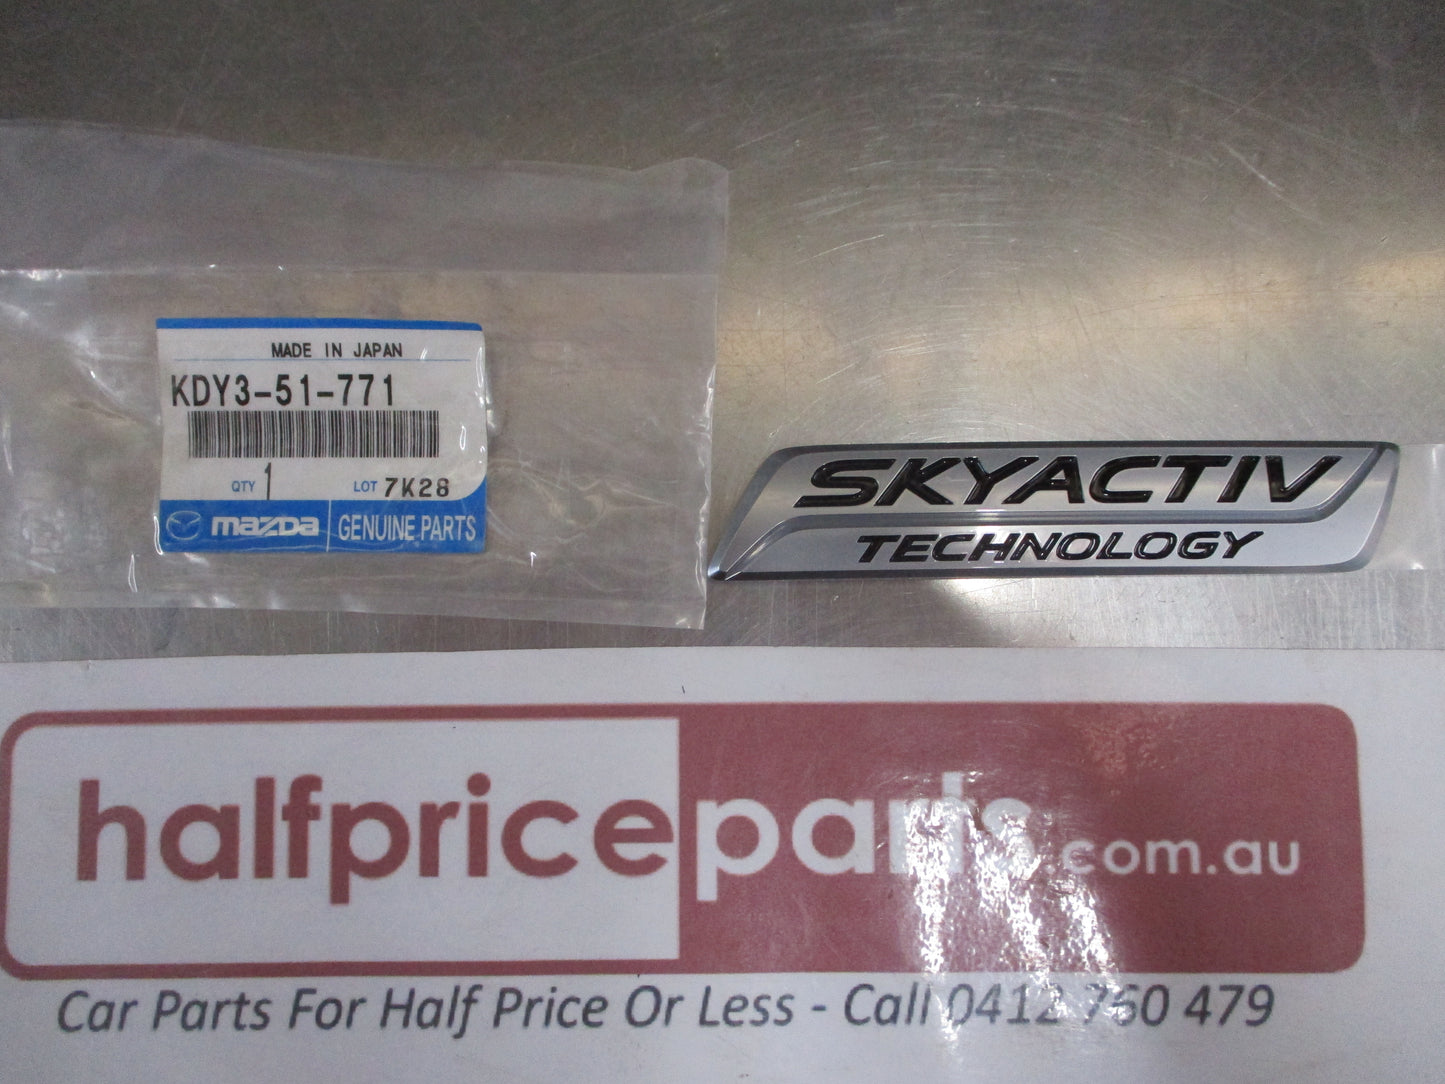 MADE IN JAPAN
KDY3-51-771
QTY 1 LOT 7K28
mazda GENUINE PARTS
SKYACTIV
TECHNOLOGY
halfpriceparts.com.au
Car Parts For Half Price Or Less - Call 0412 760 479